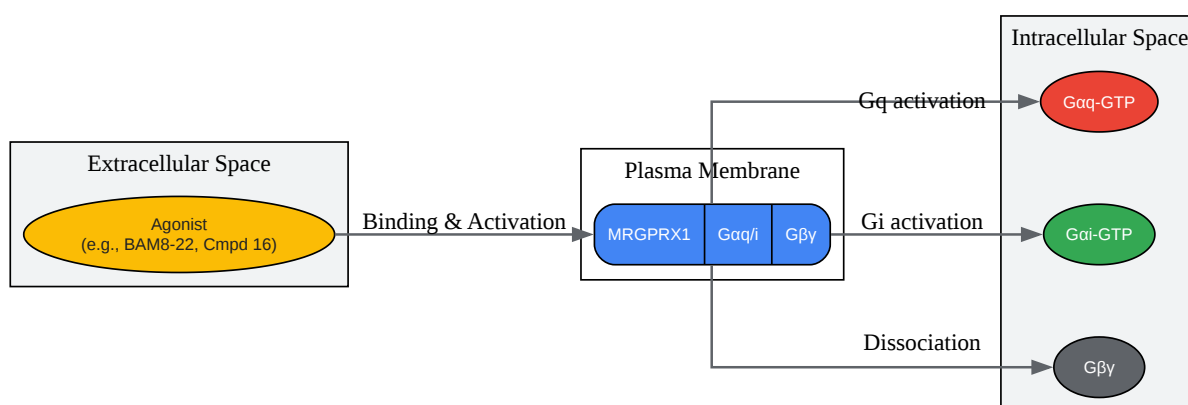 Extracellular Space
Agonist
(e.g., BAM8-22, Cmpd 16)
Binding & Activation
Plasma Membrane
MRGPRX1
Gαq/i
Gβγ
Gq activation
Gi activation
Dissociation
Intracellular Space
Gαq-GTP
Gαi-GTP
Gβγ